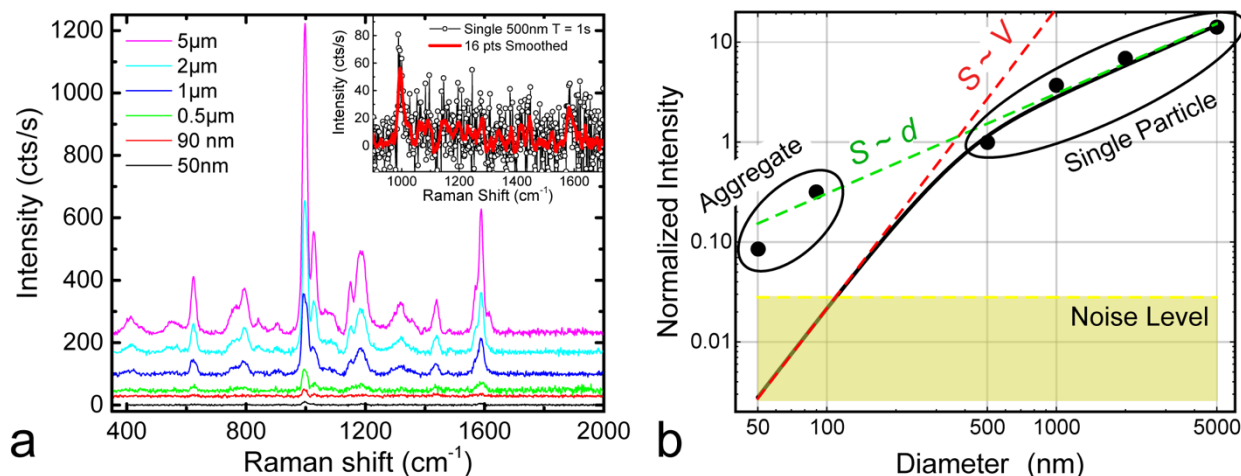 1200
1000
800
600
400
200
0
Intensity (cts/s)
5µm
2µm
1µm
0.5µm
90 nm
50nm
100
80
60
40
20
0
Intensity (cts/s)
Single 500nm T = 1s
16 pts Smoothed
1000 1200 1400 1600
Raman Shift (cm⁻¹)
400 800 1200 1600 2000
Raman shift (cm⁻¹)
a
10
1
0.10
0.01
Normalized Intensity
S ~ V
S ~ d
Aggregate
Single Particle
Noise Level
50 100 500 1000 5000
Diameter (nm)
b